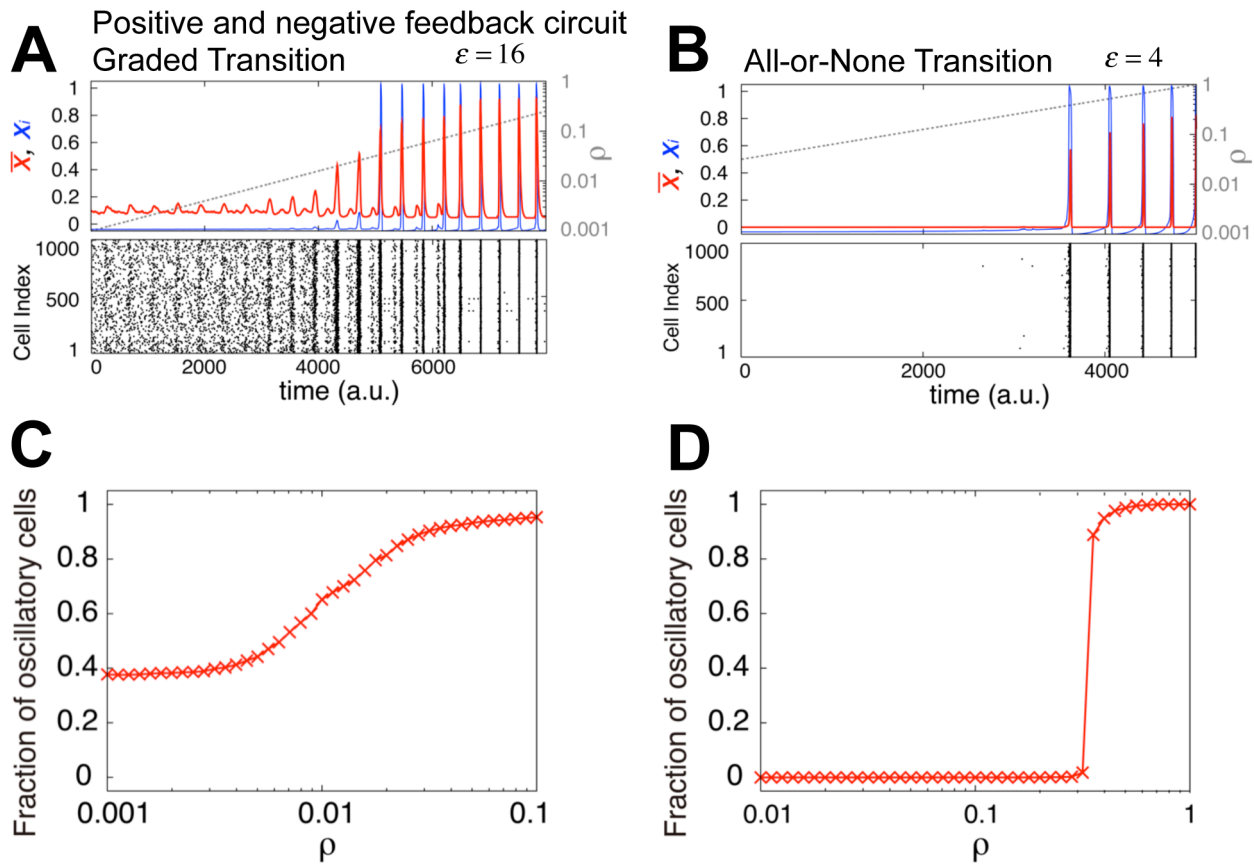 A
Positive and negative feedback circuit
Graded Transition
ε = 16
x̄, xᵢ
1
0.8
0.6
0.4
0.2
0
1
0.1
0.01
0.001
ρ
Cell Index
1000
500
1
0
2000
4000
6000
time (a.u.)
B
All-or-None Transition
ε = 4
x̄, xᵢ
1
0.8
0.6
0.4
0.2
0
1
0.1
0.01
0.001
ρ
Cell Index
1000
500
1
0
2000
4000
time (a.u.)
C
Fraction of oscillatory cells
1
0.8
0.6
0.4
0.2
0
0.001
0.01
0.1
ρ
D
Fraction of oscillatory cells
1
0.8
0.6
0.4
0.2
0
0.01
0.1
1
ρ